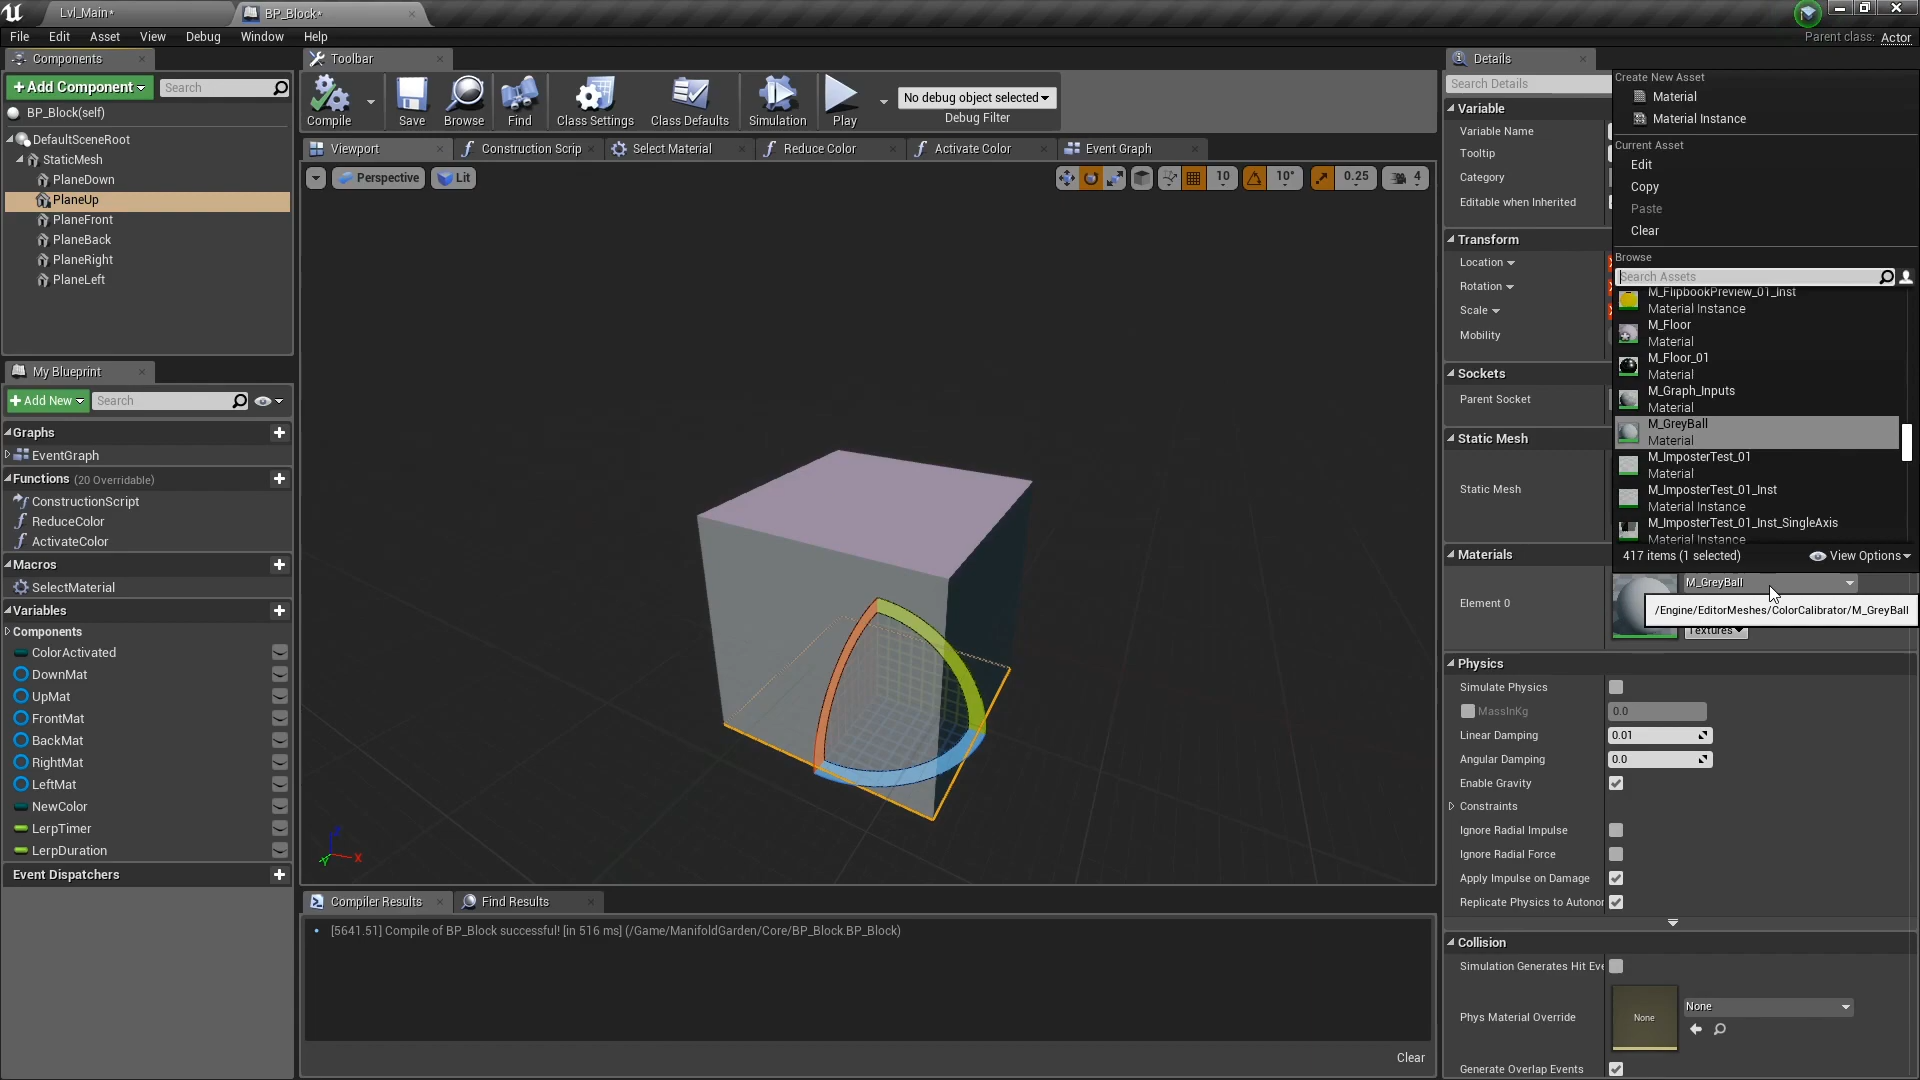 Lvl_Main*
BP_Block*
File
Edit
Asset
View
Debug
Window
Help
Parent class: Actor
Components
+ Add Component
Search
BP_Block(self)
DefaultSceneRoot
StaticMesh
PlaneDown
PlaneUp
PlaneFront
PlaneBack
PlaneRight
PlaneLeft
My Blueprint
+ Add New
Search
Graphs
EventGraph
Functions (20 Overridable)
ConstructionScript
ReduceColor
ActivateColor
Macros
SelectMaterial
Variables
Components
ColorActivated
DownMat
UpMat
FrontMat
BackMat
RightMat
LeftMat
NewColor
LerpTimer
LerpDuration
Event Dispatchers
Toolbar
Compile
Save
Browse
Find
Class Settings
Class Defaults
Simulation
Play
No debug object selected
Debug Filter
Viewport
Construction Scrip
Select Material
Reduce Color
Activate Color
Event Graph
Perspective
Lit
10
10°
0.25
4
X
Compiler Results
Find Results
[5641.51] Compile of BP_Block successful! [in 516 ms] (/Game/ManifoldGarden/Core/BP_Block.BP_Block)
Clear
Details
Search Details
Variable
Variable Name
Tooltip
Category
Editable when Inherited
Transform
Location
Rotation
Scale
Mobility
Sockets
Parent Socket
Static Mesh
Static Mesh
Materials
Element 0
Create New Asset
Material
Material Instance
Current Asset
Edit
Copy
Paste
Clear
Browse
Search Assets
M_FlipbookPreview_01_Inst
Material Instance
M_Floor
Material
M_Floor_01
Material
M_Graph_Inputs
Material
M_GreyBall
Material
M_ImposterTest_01
Material
M_ImposterTest_01_Inst
Material Instance
M_ImposterTest_01_Inst_SingleAxis
Material Instance
417 items (1 selected)
View Options
M_GreyBall
/Engine/EditorMeshes/ColorCalibrator/M_GreyBall
Textures
Physics
Simulate Physics
MassInKg
0.0
Linear Damping
0.01
Angular Damping
0.0
Enable Gravity
Constraints
Ignore Radial Impulse
Ignore Radial Force
Apply Impulse on Damage
Replicate Physics to Autonor
Collision
Simulation Generates Hit Eve
Phys Material Override
None
None
Generate Overlap Events